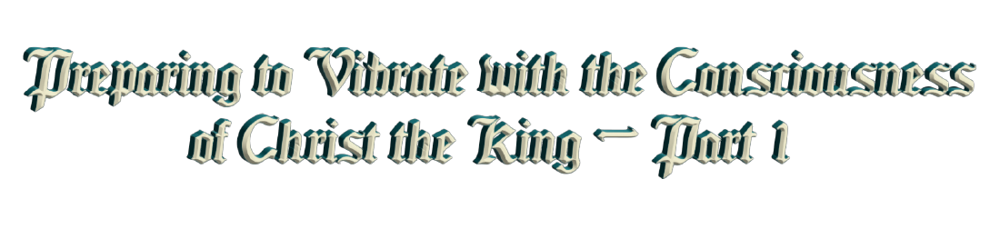 Preparing to Vibrate with the Consciousness
of Christ the King – Part 1